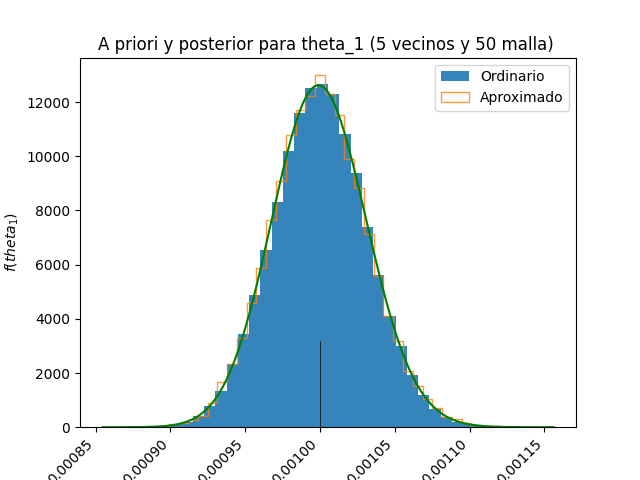 A priori y posterior para theta_1 (5 vecinos y 50 malla)
Ordinario
Aproximado
f(theta₁)
12000
10000
8000
6000
4000
2000
0
0.00085 0.00090 0.00095 0.00100 0.00105 0.00110 0.00115